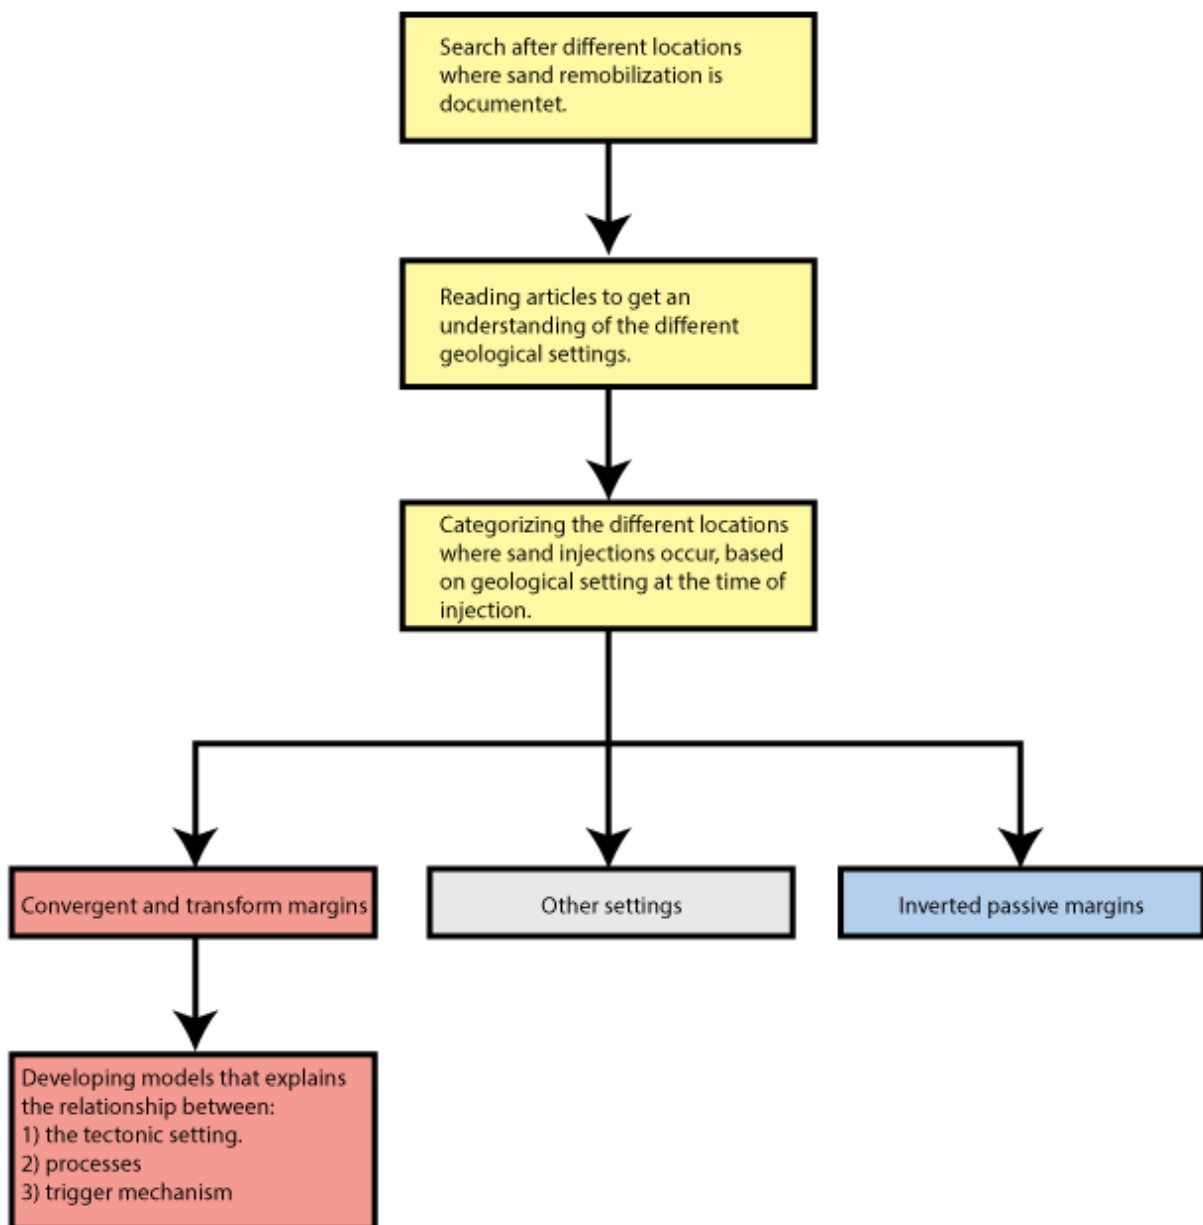 Search after different locations
where sand remobilization is
documentet.
Reading articles to get an
understanding of the different
geological settings.
Categorizing the different locations
where sand injections occur, based
on geological setting at the time of
injection.
Convergent and transform margins
Other settings
Inverted passive margins
Developing models that explains
the relationship between:
1) the tectonic setting.
2) processes
3) trigger mechanism